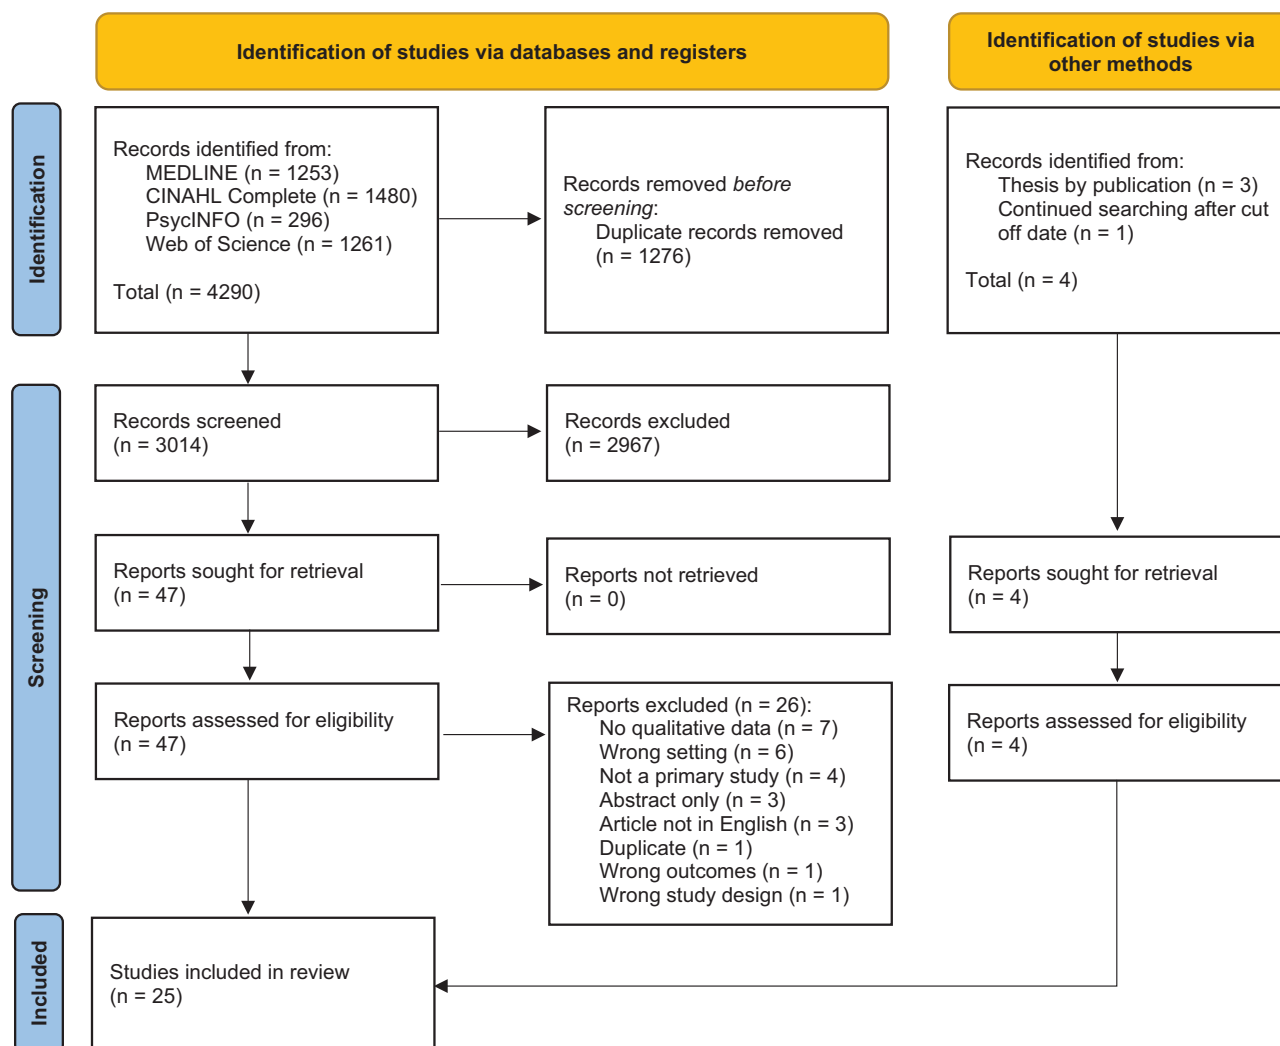 Identification of studies via databases and registers
Identification of studies via
other methods
Identification
Records identified from:
MEDLINE (n = 1253)
CINAHL Complete (n = 1480)
PsycINFO (n = 296)
Web of Science (n = 1261)
Total (n = 4290)
Records removed before
screening:
Duplicate records removed
(n = 1276)
Records identified from:
Thesis by publication (n = 3)
Continued searching after cut
off date (n = 1)
Total (n = 4)
Screening
Records screened
(n = 3014)
Records excluded
(n = 2967)
Reports sought for retrieval
(n = 47)
Reports not retrieved
(n = 0)
Reports sought for retrieval
(n = 4)
Reports assessed for eligibility
(n = 47)
Reports excluded (n = 26):
No qualitative data (n = 7)
Wrong setting (n = 6)
Not a primary study (n = 4)
Abstract only (n = 3)
Article not in English (n = 3)
Duplicate (n = 1)
Wrong outcomes (n = 1)
Wrong study design (n = 1)
Reports assessed for eligibility
(n = 4)
Included
Studies included in review
(n = 25)